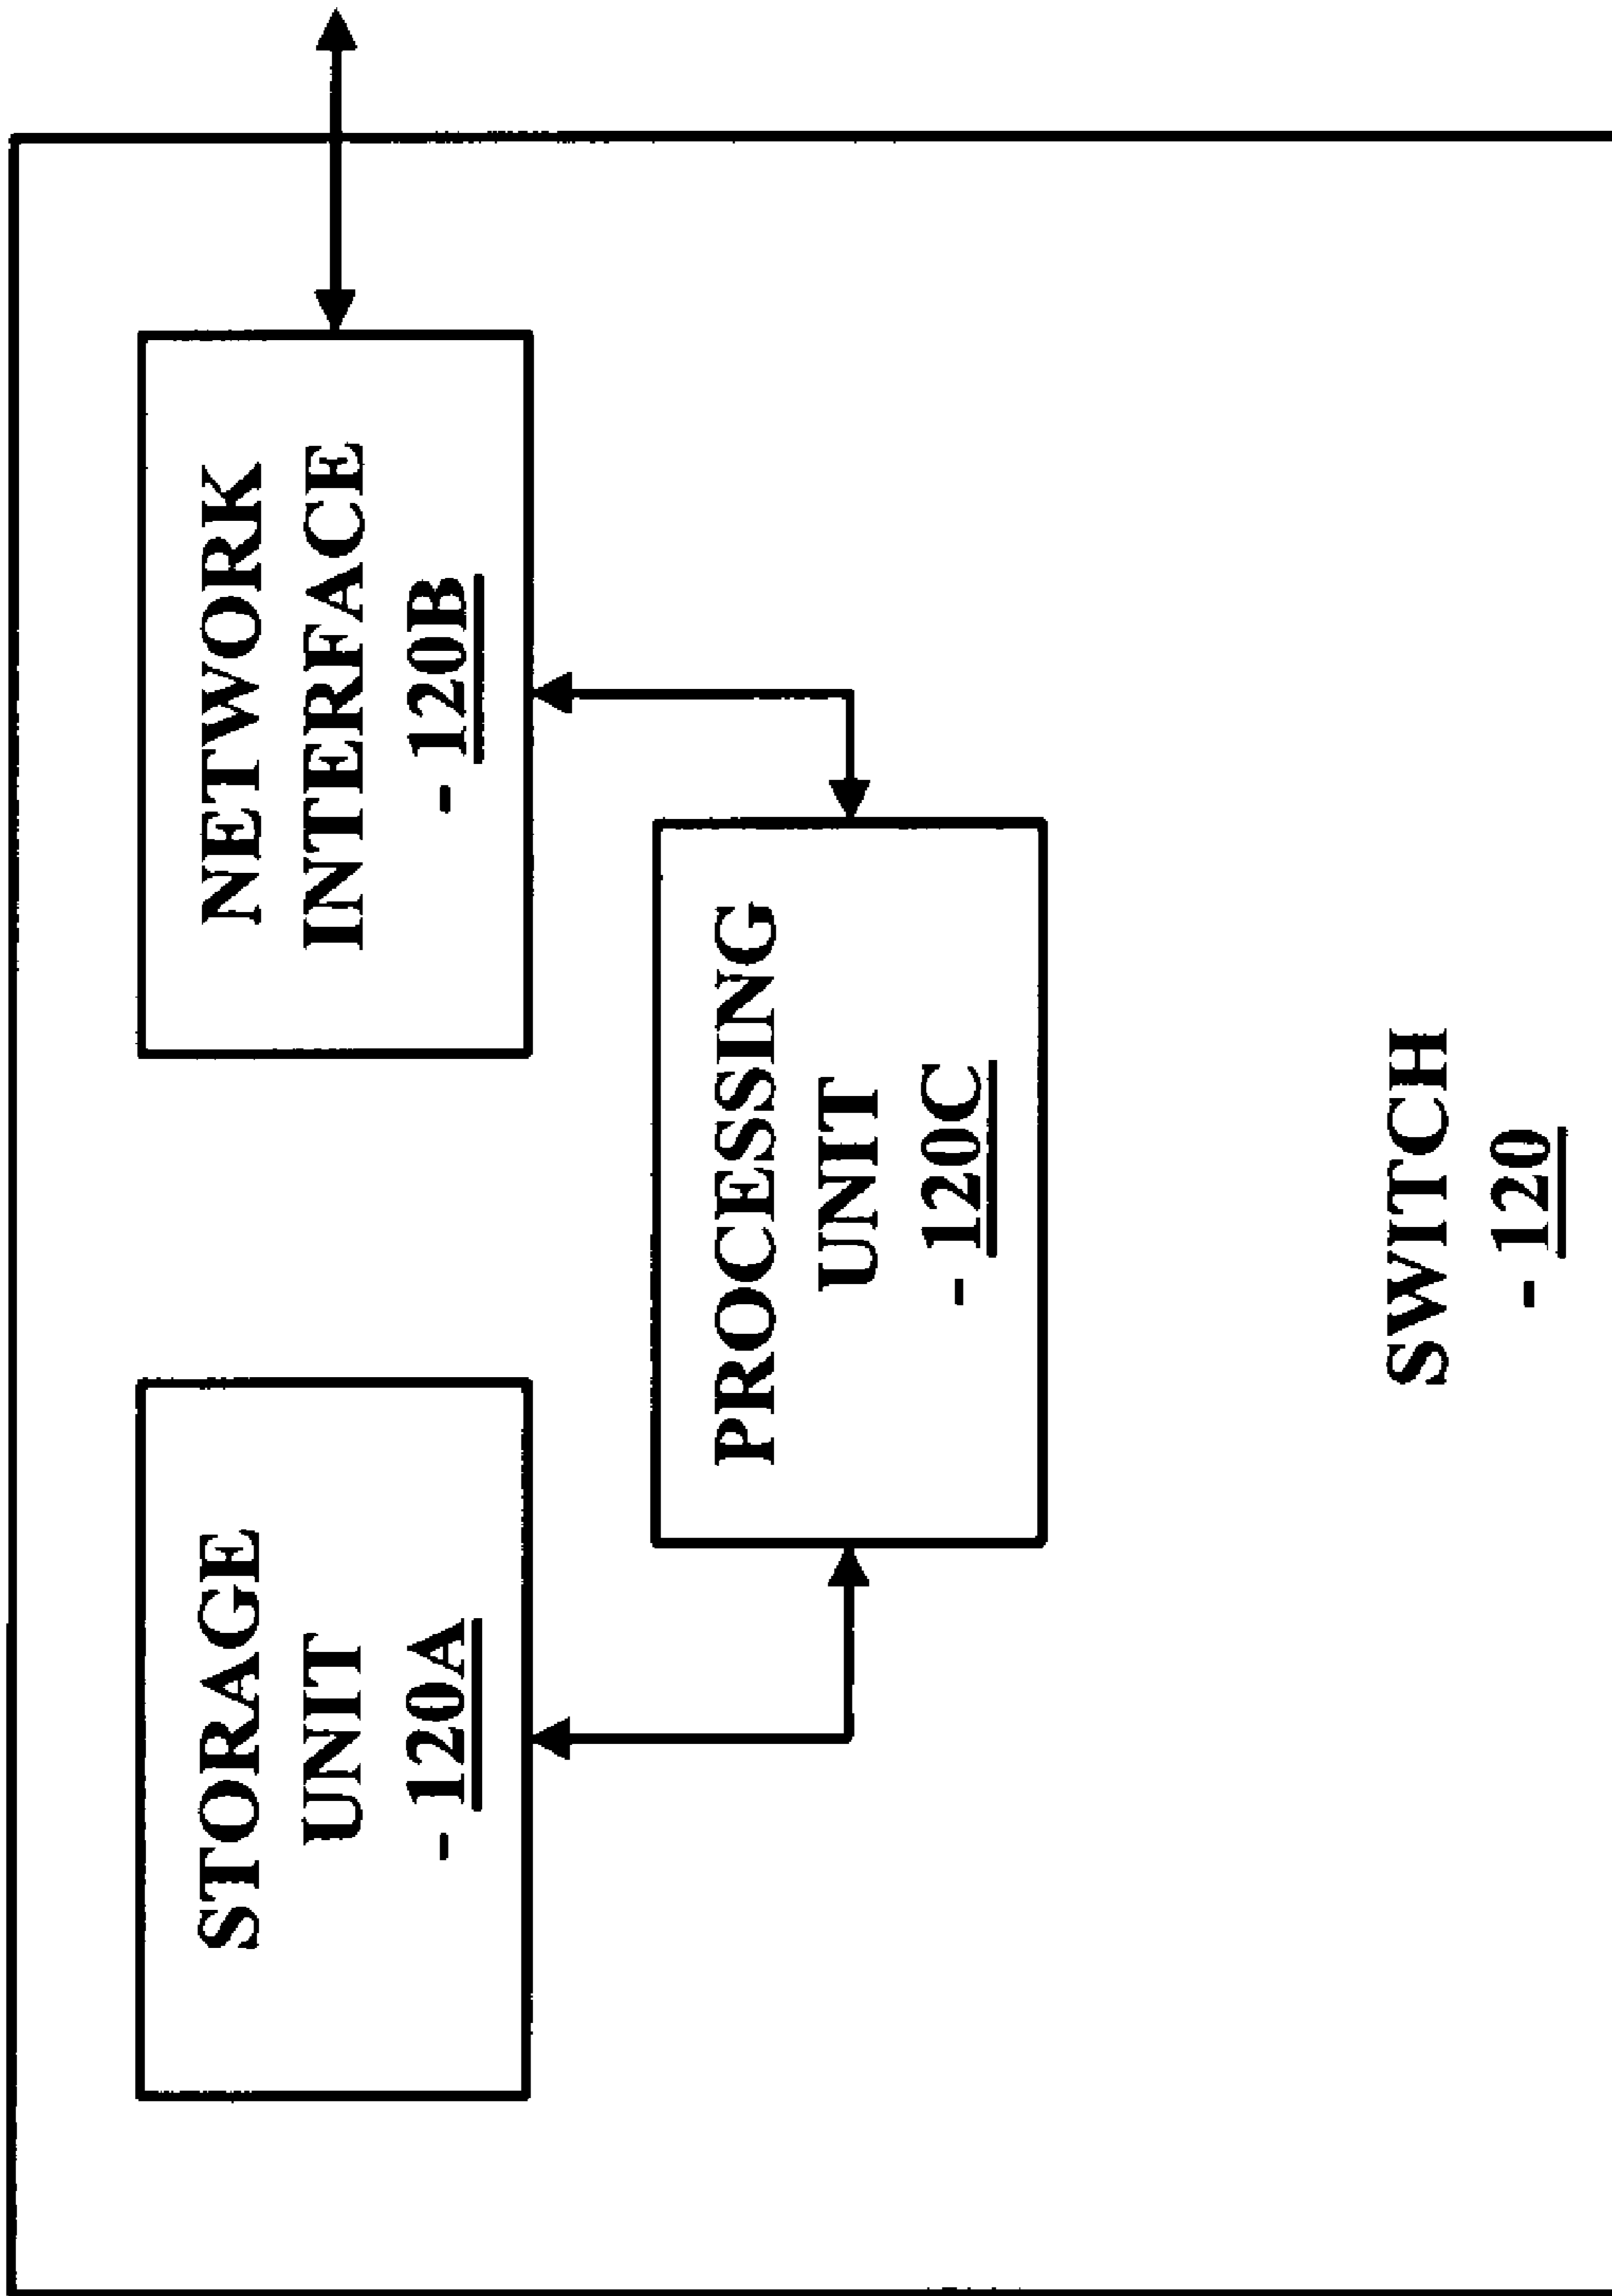 STORAGE
UNIT
- 120A
NETWORK
INTERFACE
- 120B
PROCESSING
UNIT
- 120C
SWITCH
- 120